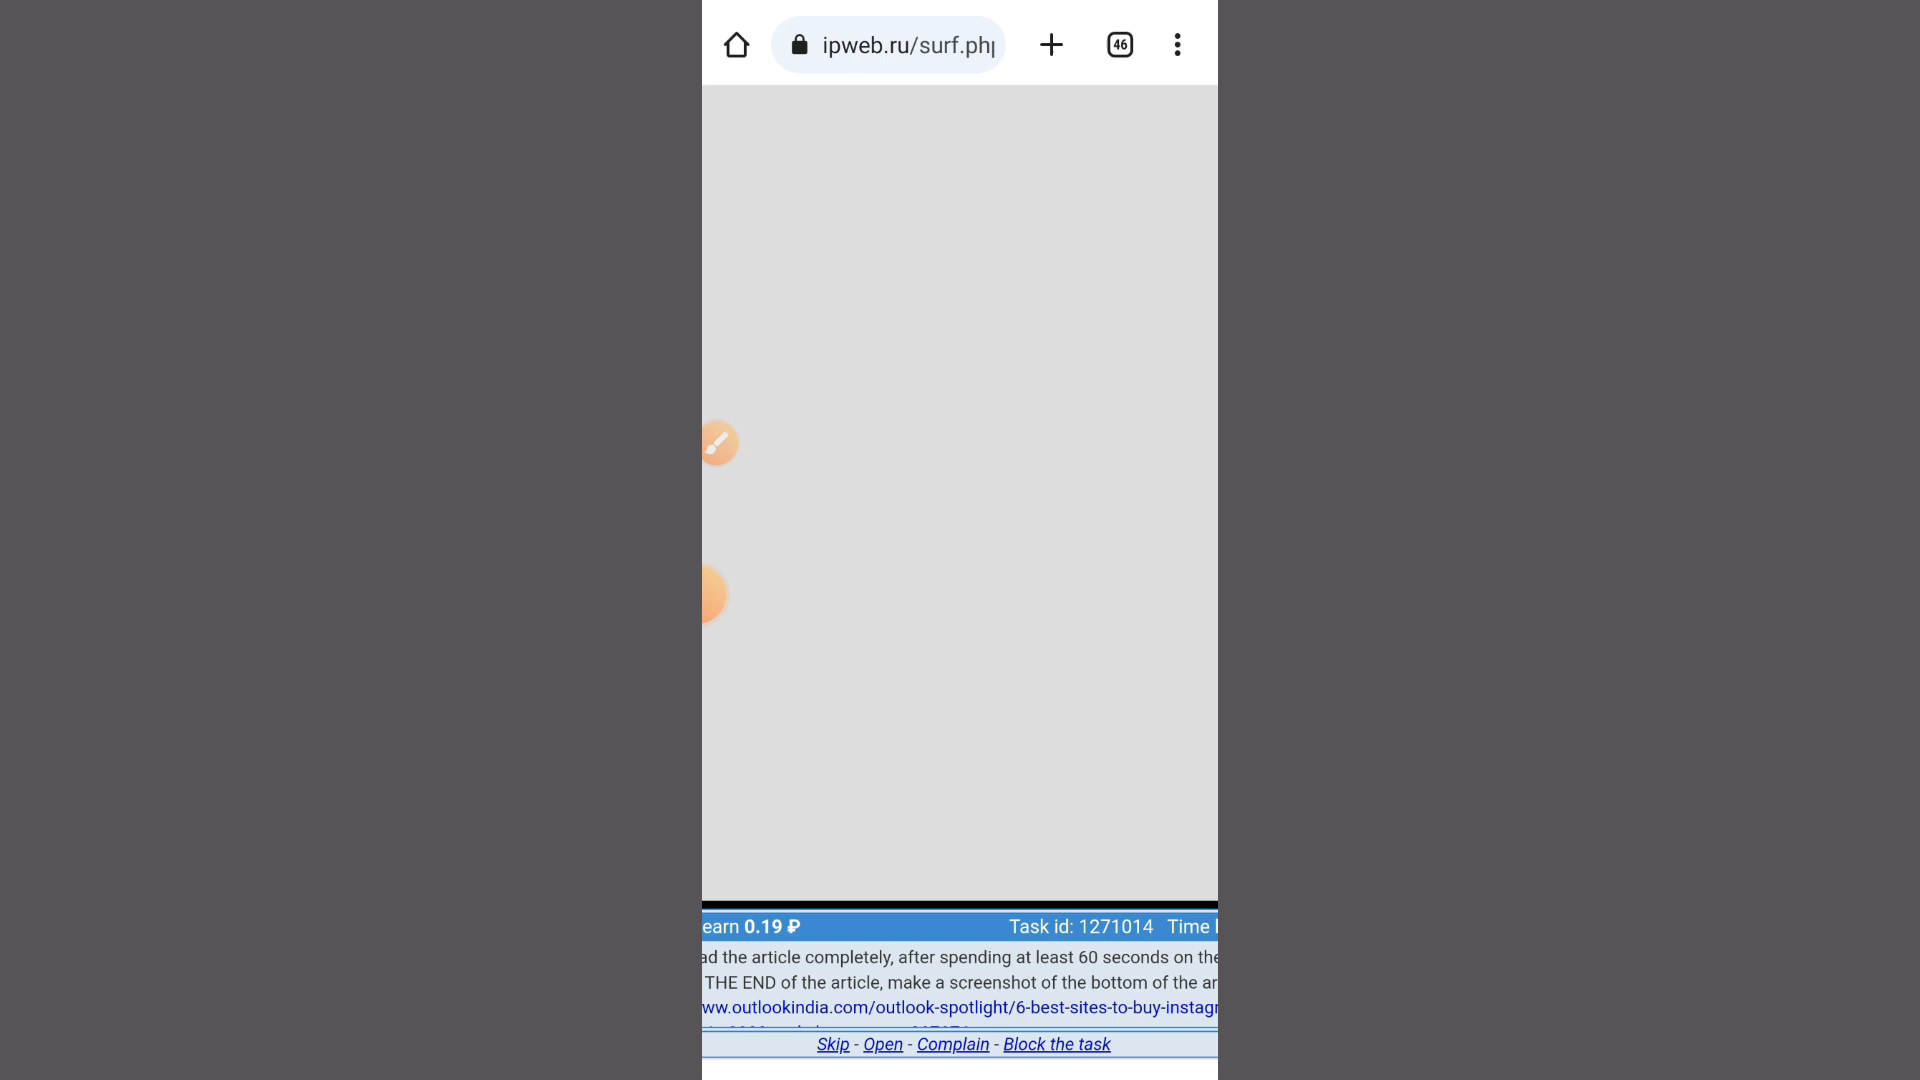 ipweb.ru/surf.php
46
earn 0.19 ₽ Task id: 1271014 Time
ad the article completely, after spending at least 60 seconds on the
THE END of the article, make a screenshot of the bottom of the ar
ww.outlookindia.com/outlook-spotlight/6-best-sites-to-buy-instagr
Skip - Open - Complain - Block the task